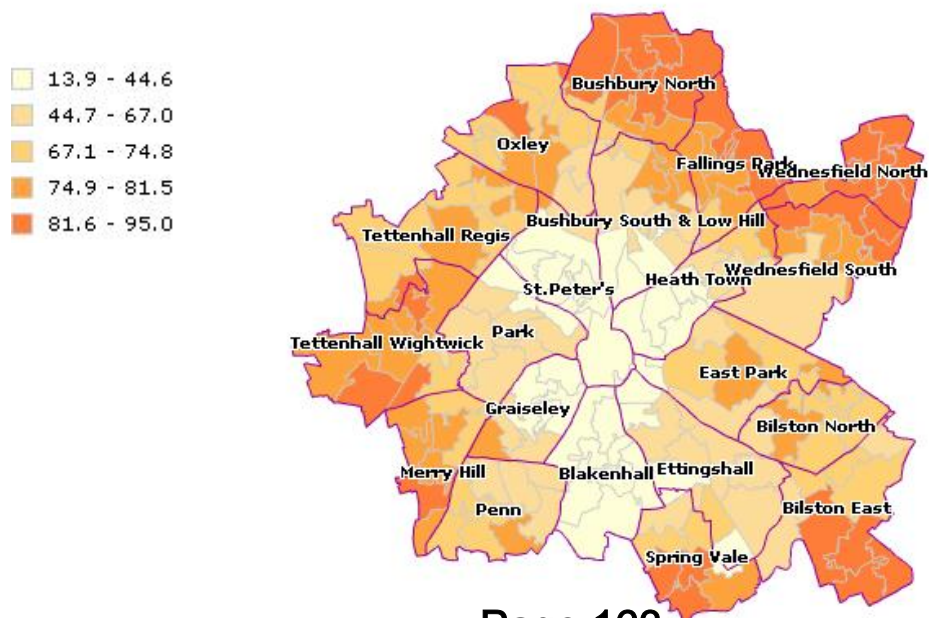 13.9 - 44.6
44.7 - 67.0
67.1 - 74.8
74.9 - 81.5
81.6 - 95.0
Bushbury North
Oxley
Fallings Park
Wednesfield North
Bushbury South & Low Hill
Tettenhall Regis
Wednesfield South
Heath Town
St.Peter's
Park
Tettenhall Wightwick
East Park
Graiseley
Bilston North
Merry Hill
Blakenhall
Ettingshall
Penn
Bilston East
Spring Vale